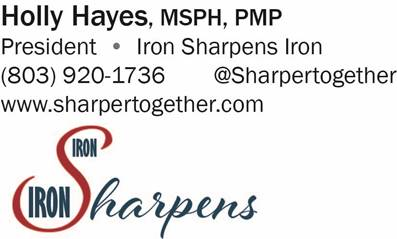 Holly Hayes, MSPH, PMP
President • Iron Sharpens Iron
(803) 920-1736 @Sharpertogether
www.sharpertogether.com
IRON
IRON Sharpens